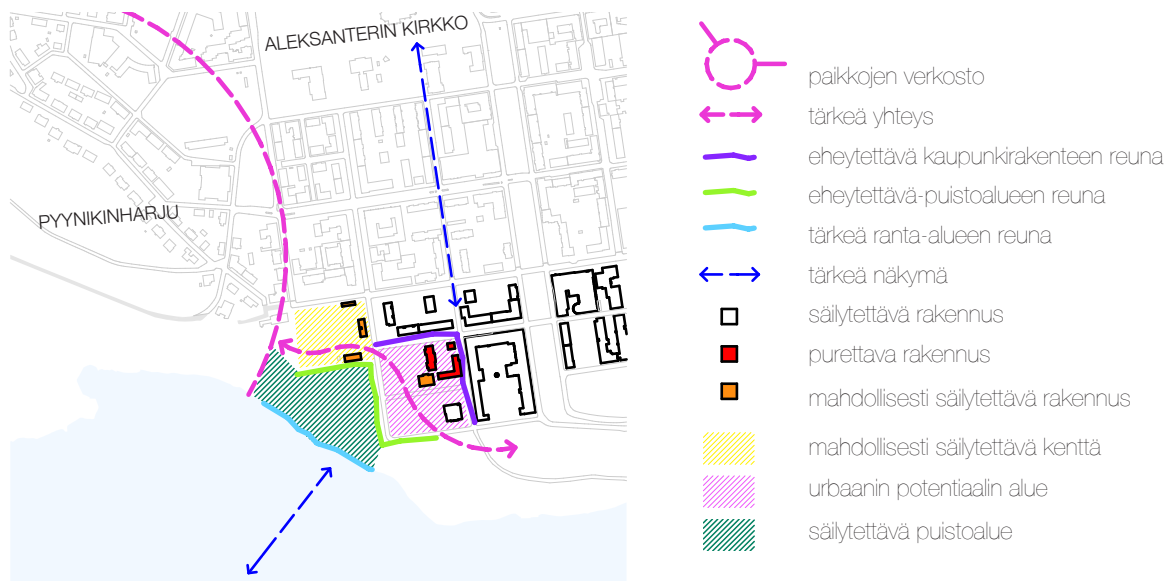 ALEKSANTERIN KIRKKO
PYYNIKINHARJU
paikkojen verkosto
tärkeä yhteys
eheytettävä kaupunkirakenteen reuna
eheytettävä-puistoalueen reuna
tärkeä ranta-alueen reuna
tärkeä näkymä
säilytettävä rakennus
purettava rakennus
mahdollisesti säilytettävä rakennus
mahdollisesti säilytettävä kenttä
urbaanin potentiaalin alue
säilytettävä puistoalue